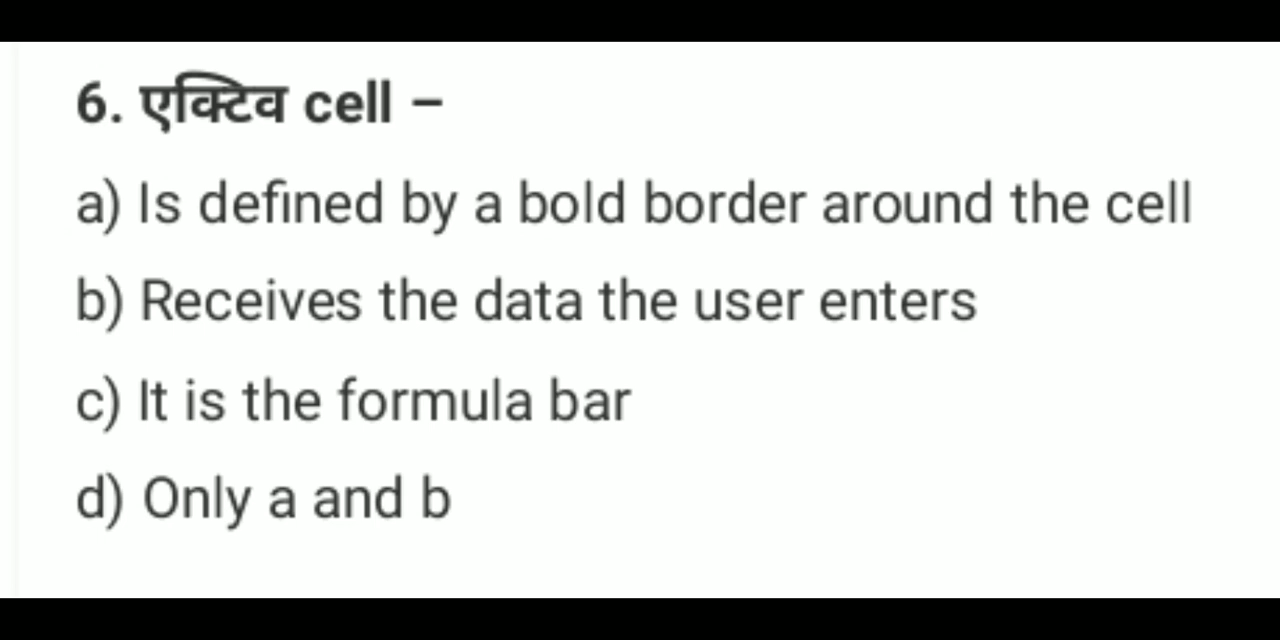 6. एक्टिव cell –
a) Is defined by a bold border around the cell
b) Receives the data the user enters
c) It is the formula bar
d) Only a and b